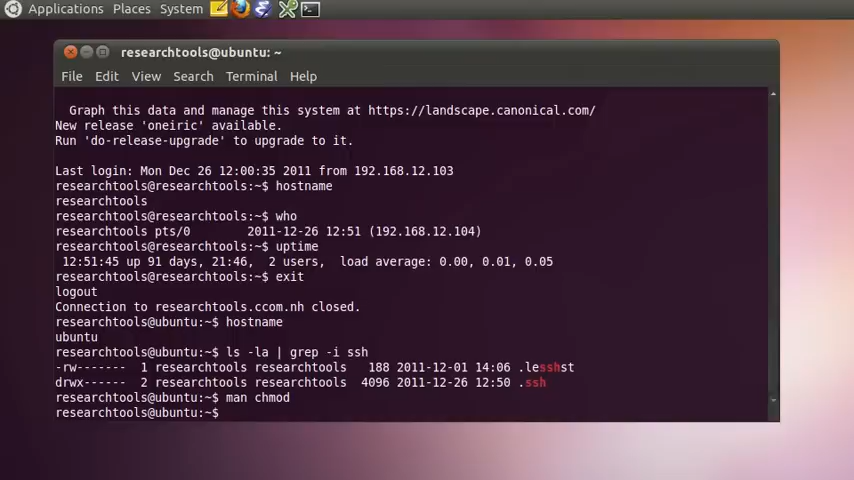 Applications Places System
researchtools@ubuntu: ~
File Edit View Search Terminal Help
Graph this data and manage this system at https://landscape.canonical.com/
New release 'oneiric' available.
Run 'do-release-upgrade' to upgrade to it.
Last login: Mon Dec 26 12:00:35 2011 from 192.168.12.103
researchtools@researchtools:~$ hostname
researchtools
researchtools@researchtools:~$ who
researchtools pts/0        2011-12-26 12:51 (192.168.12.104)
researchtools@researchtools:~$ uptime
 12:51:45 up 91 days, 21:46,  2 users,  load average: 0.00, 0.01, 0.05
researchtools@researchtools:~$ exit
logout
Connection to researchtools.ccom.nh closed.
researchtools@ubuntu:~$ hostname
ubuntu
researchtools@ubuntu:~$ ls -la | grep -i ssh
-rw-------  1 researchtools researchtools   188 2011-12-01 14:06 .lesshst
drwx------  2 researchtools researchtools  4096 2011-12-26 12:50 .ssh
researchtools@ubuntu:~$ man chmod
researchtools@ubuntu:~$